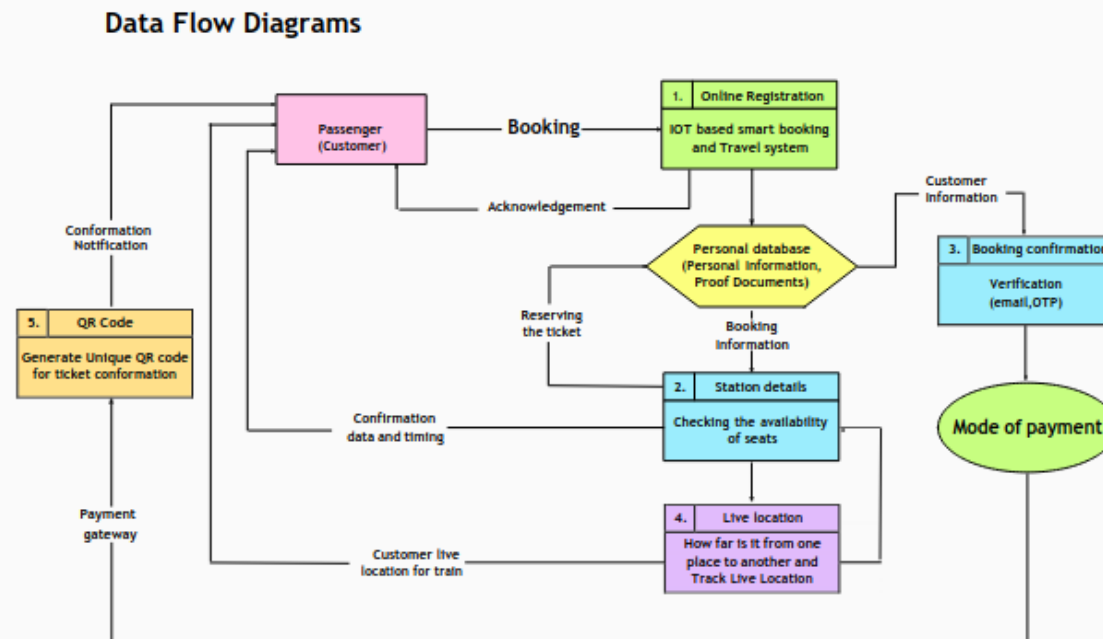 Data Flow Diagrams
Passenger
(Customer)
Booking
1. Online Registration
IOT based smart booking
and Travel system
Acknowledgement
Customer
Information
Conformation
Notification
Personal database
(Personal Information,
Proof Documents)
3. Booking confirmation
Verification
(email,OTP)
Reserving
the ticket
Booking
Information
5. QR Code
Generate Unique QR code
for ticket conformation
2. Station details
Checking the availability
of seats
Confirmation
data and timing
Mode of payment
Payment
gateway
4. Live location
How far is it from one
place to another and
Track Live Location
Customer live
location for train